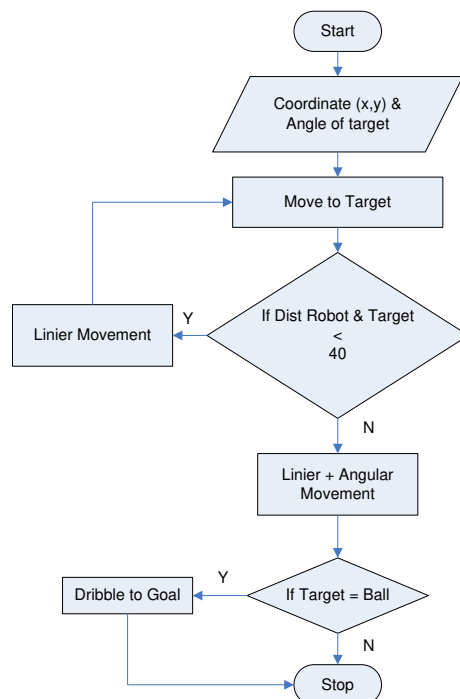 Start
Coordinate (x,y) &
Angle of target
Move to Target
If Dist Robot & Target
<
40
Y
Linier Movement
N
Linier + Angular
Movement
If Target = Ball
Y
Dribble to Goal
N
Stop